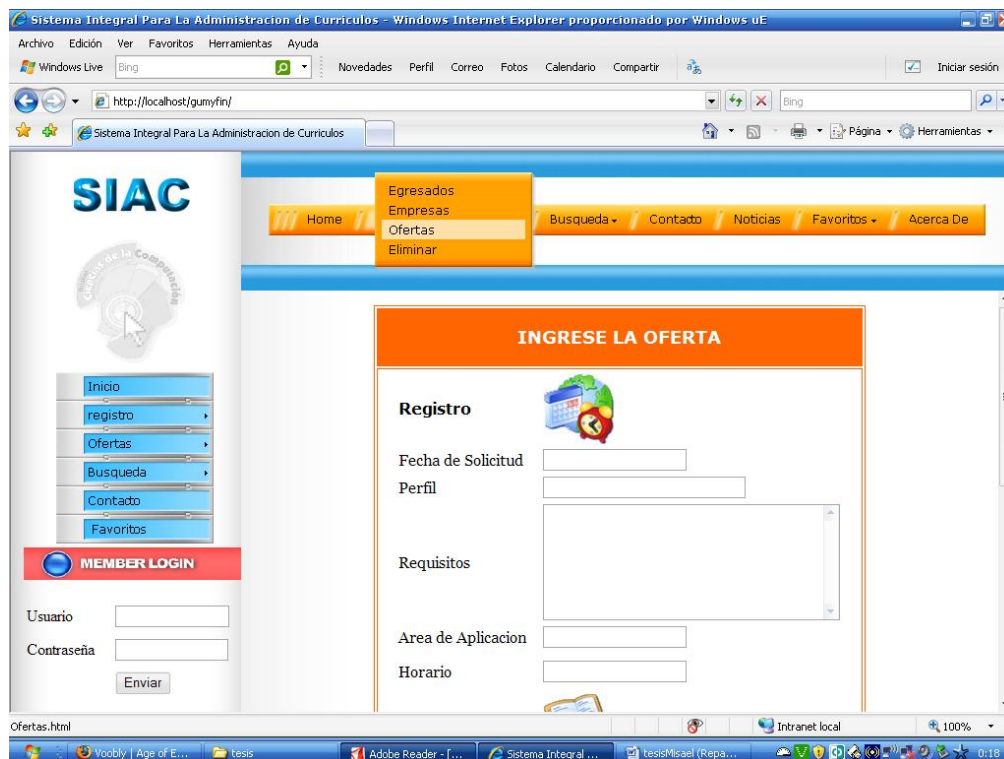 Sistema Integral Para La Administracion de Curriculos - Windows Internet Explorer proporcionado por Windows uE
Archivo Edición Ver Favoritos Herramientas Ayuda
Windows Live Bing Novedades Perfil Correo Fotos Calendario Compartir Iniciar sesión
http://localhost/gumyfin/ Bing
Sistema Integral Para La Administracion de Curriculos Página Herramientas
SIAC
Egresados
Empresas
Ofertas
Eliminar
Home Busqueda Contacto Noticias Favoritos Acerca De
Ciencias de la Computación
INGRESE LA OFERTA
Inicio
registro
Ofertas
Busqueda
Contacto
Favoritos
MEMBER LOGIN
Usuario
Contraseña
Enviar
Registro
Fecha de Solicitud
Perfil
Requisitos
Area de Aplicacion
Horario
Ofertas.html Intranet local 100%
Voobly | Age of E... tesis Adobe Reader - [... Sistema Integral ... tesisMisael (Repa... 0:18